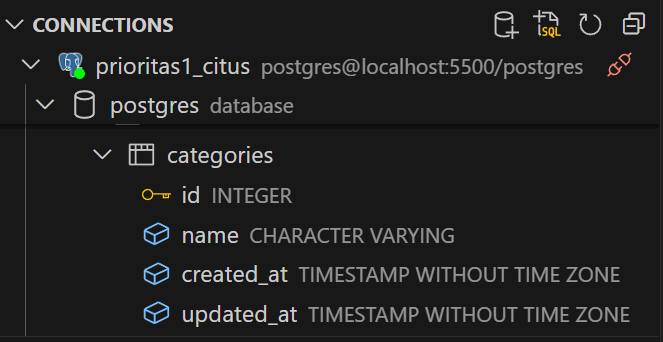 CONNECTIONS
SQL
prioritas1_citus postgres@localhost:5500/postgres
postgres database
categories
id INTEGER
name CHARACTER VARYING
created_at TIMESTAMP WITHOUT TIME ZONE
updated_at TIMESTAMP WITHOUT TIME ZONE